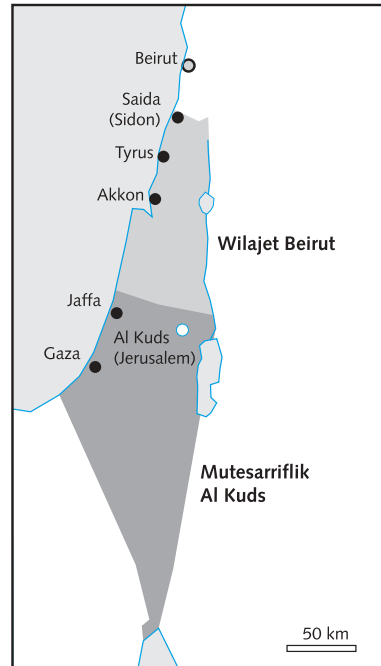 Beirut
Saida
(Sidon)
Tyrus
Akkon
Wilajet Beirut
Jaffa
Al Kuds
(Jerusalem)
Gaza
Mutesarriflik
Al Kuds
50 km